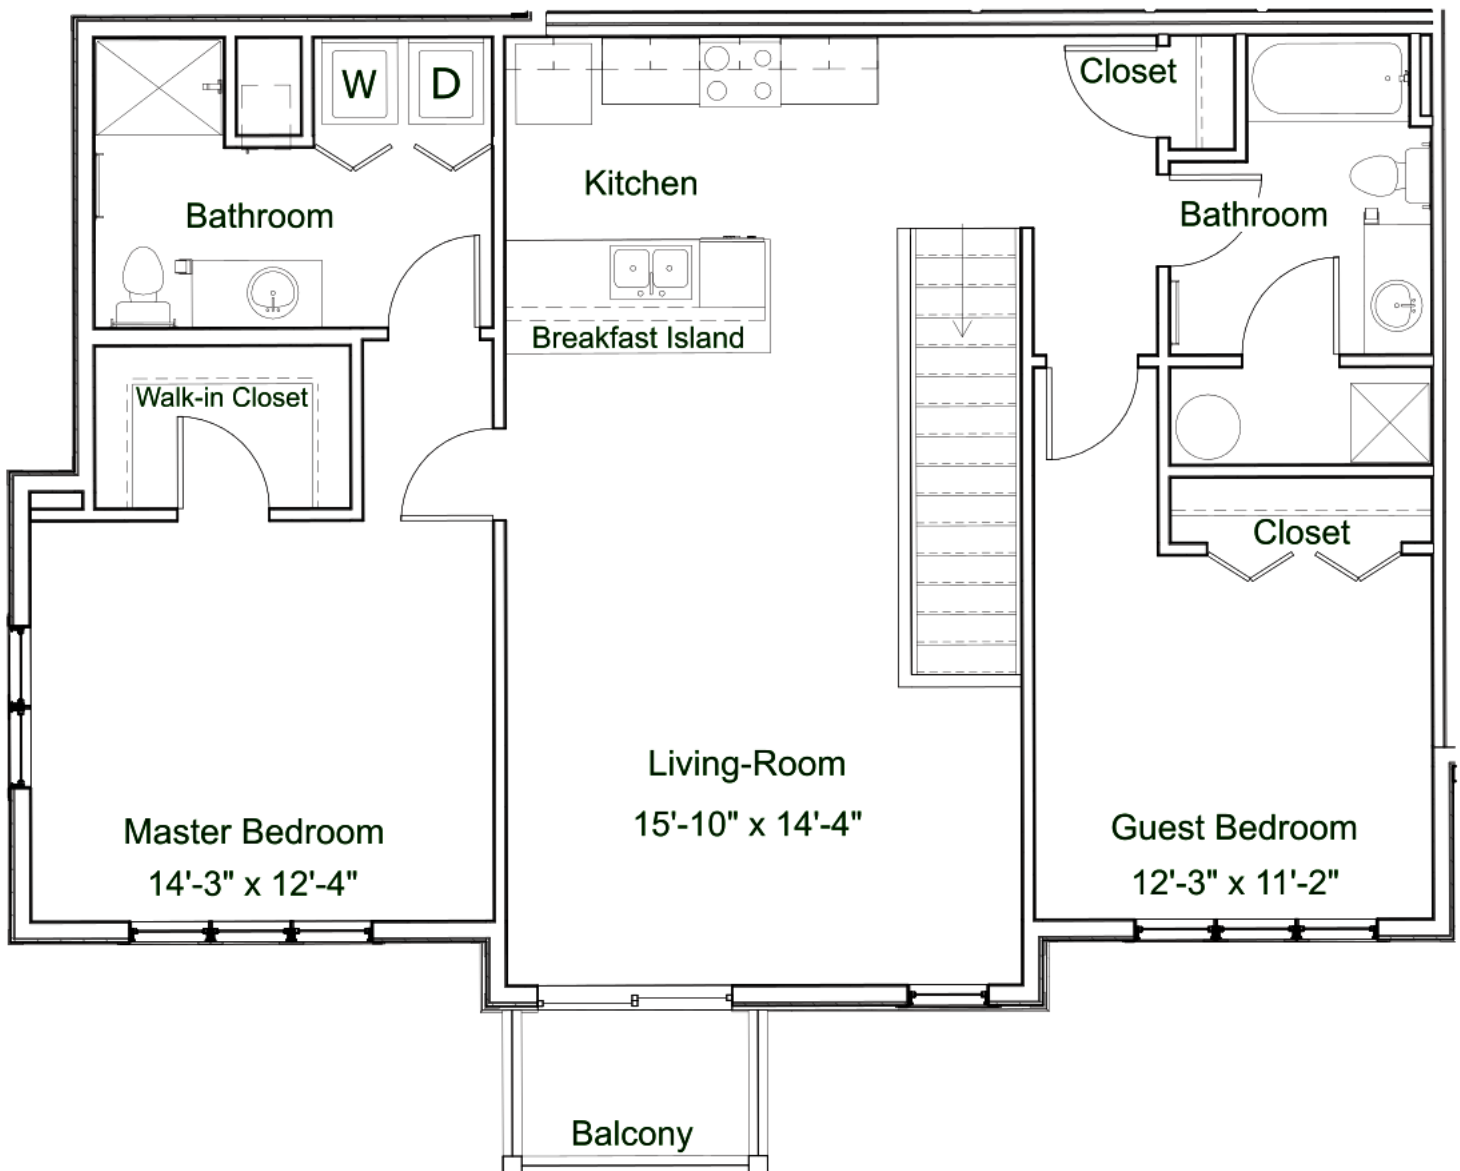 W
D
Closet
Kitchen
Bathroom
Bathroom
Breakfast Island
Walk-in Closet
Closet
Living-Room
15'-10" x 14'-4"
Master Bedroom
14'-3" x 12'-4"
Guest Bedroom
12'-3" x 11'-2"
Balcony